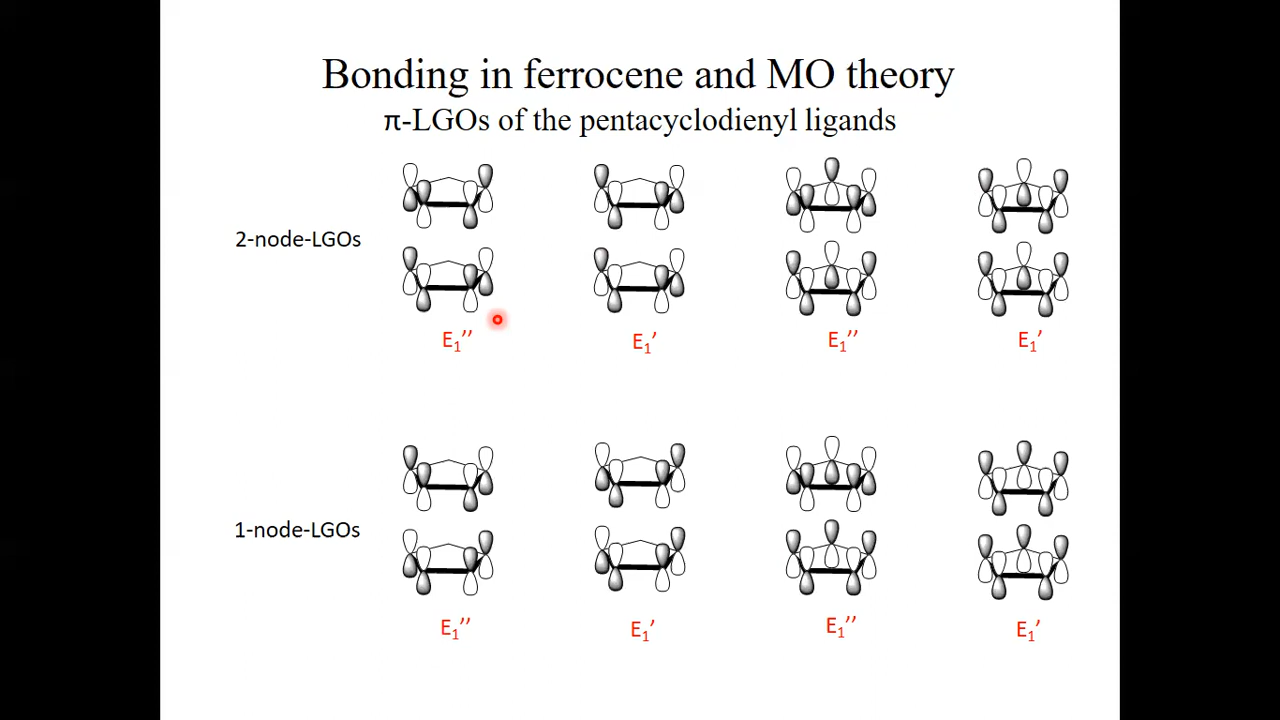 Bonding in ferrocene and MO theory
π-LGOs of the pentacyclodienyl ligands
2-node-LGOs
E₁’’ E₁’ E₁’’ E₁’
1-node-LGOs
E₁’’ E₁’ E₁’’ E₁’